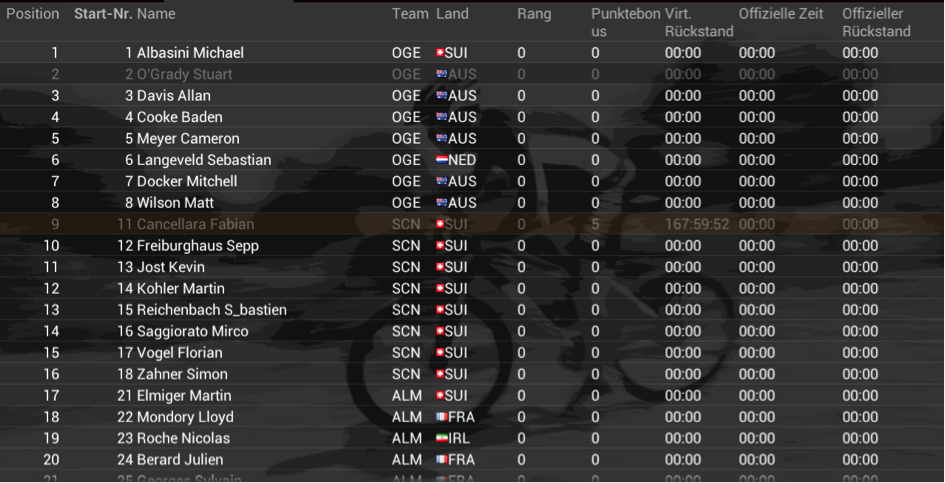 Position Start-Nr. Name Team Land Rang Punktebon Virt. Offizielle Zeit Offizieller
us Rückstand Rückstand
1 1 Albasini Michael OGE SUI 0 0 00:00 00:00 00:00
2 2 O'Grady Stuart OGE AUS 0 0 00:00 00:00 00:00
3 3 Davis Allan OGE AUS 0 0 00:00 00:00 00:00
4 4 Cooke Baden OGE AUS 0 0 00:00 00:00 00:00
5 5 Meyer Cameron OGE AUS 0 0 00:00 00:00 00:00
6 6 Langeveld Sebastian OGE NED 0 0 00:00 00:00 00:00
7 7 Docker Mitchell OGE AUS 0 0 00:00 00:00 00:00
8 8 Wilson Matt OGE AUS 0 0 00:00 00:00 00:00
9 11 Cancellara Fabian SCN SUI 0 5 167:59:52 00:00 00:00
10 12 Freiburghaus Sepp SCN SUI 0 0 00:00 00:00 00:00
11 13 Jost Kevin SCN SUI 0 0 00:00 00:00 00:00
12 14 Kohler Martin SCN SUI 0 0 00:00 00:00 00:00
13 15 Reichenbach S_bastien SCN SUI 0 0 00:00 00:00 00:00
14 16 Saggiorato Mirco SCN SUI 0 0 00:00 00:00 00:00
15 17 Vogel Florian SCN SUI 0 0 00:00 00:00 00:00
16 18 Zahner Simon SCN SUI 0 0 00:00 00:00 00:00
17 21 Elmiger Martin ALM SUI 0 0 00:00 00:00 00:00
18 22 Mondory Lloyd ALM FRA 0 0 00:00 00:00 00:00
19 23 Roche Nicolas ALM IRL 0 0 00:00 00:00 00:00
20 24 Berard Julien ALM FRA 0 0 00:00 00:00 00:00
21 25 Georges Sylvain ALM FRA 0 0 00:00 00:00 00:00